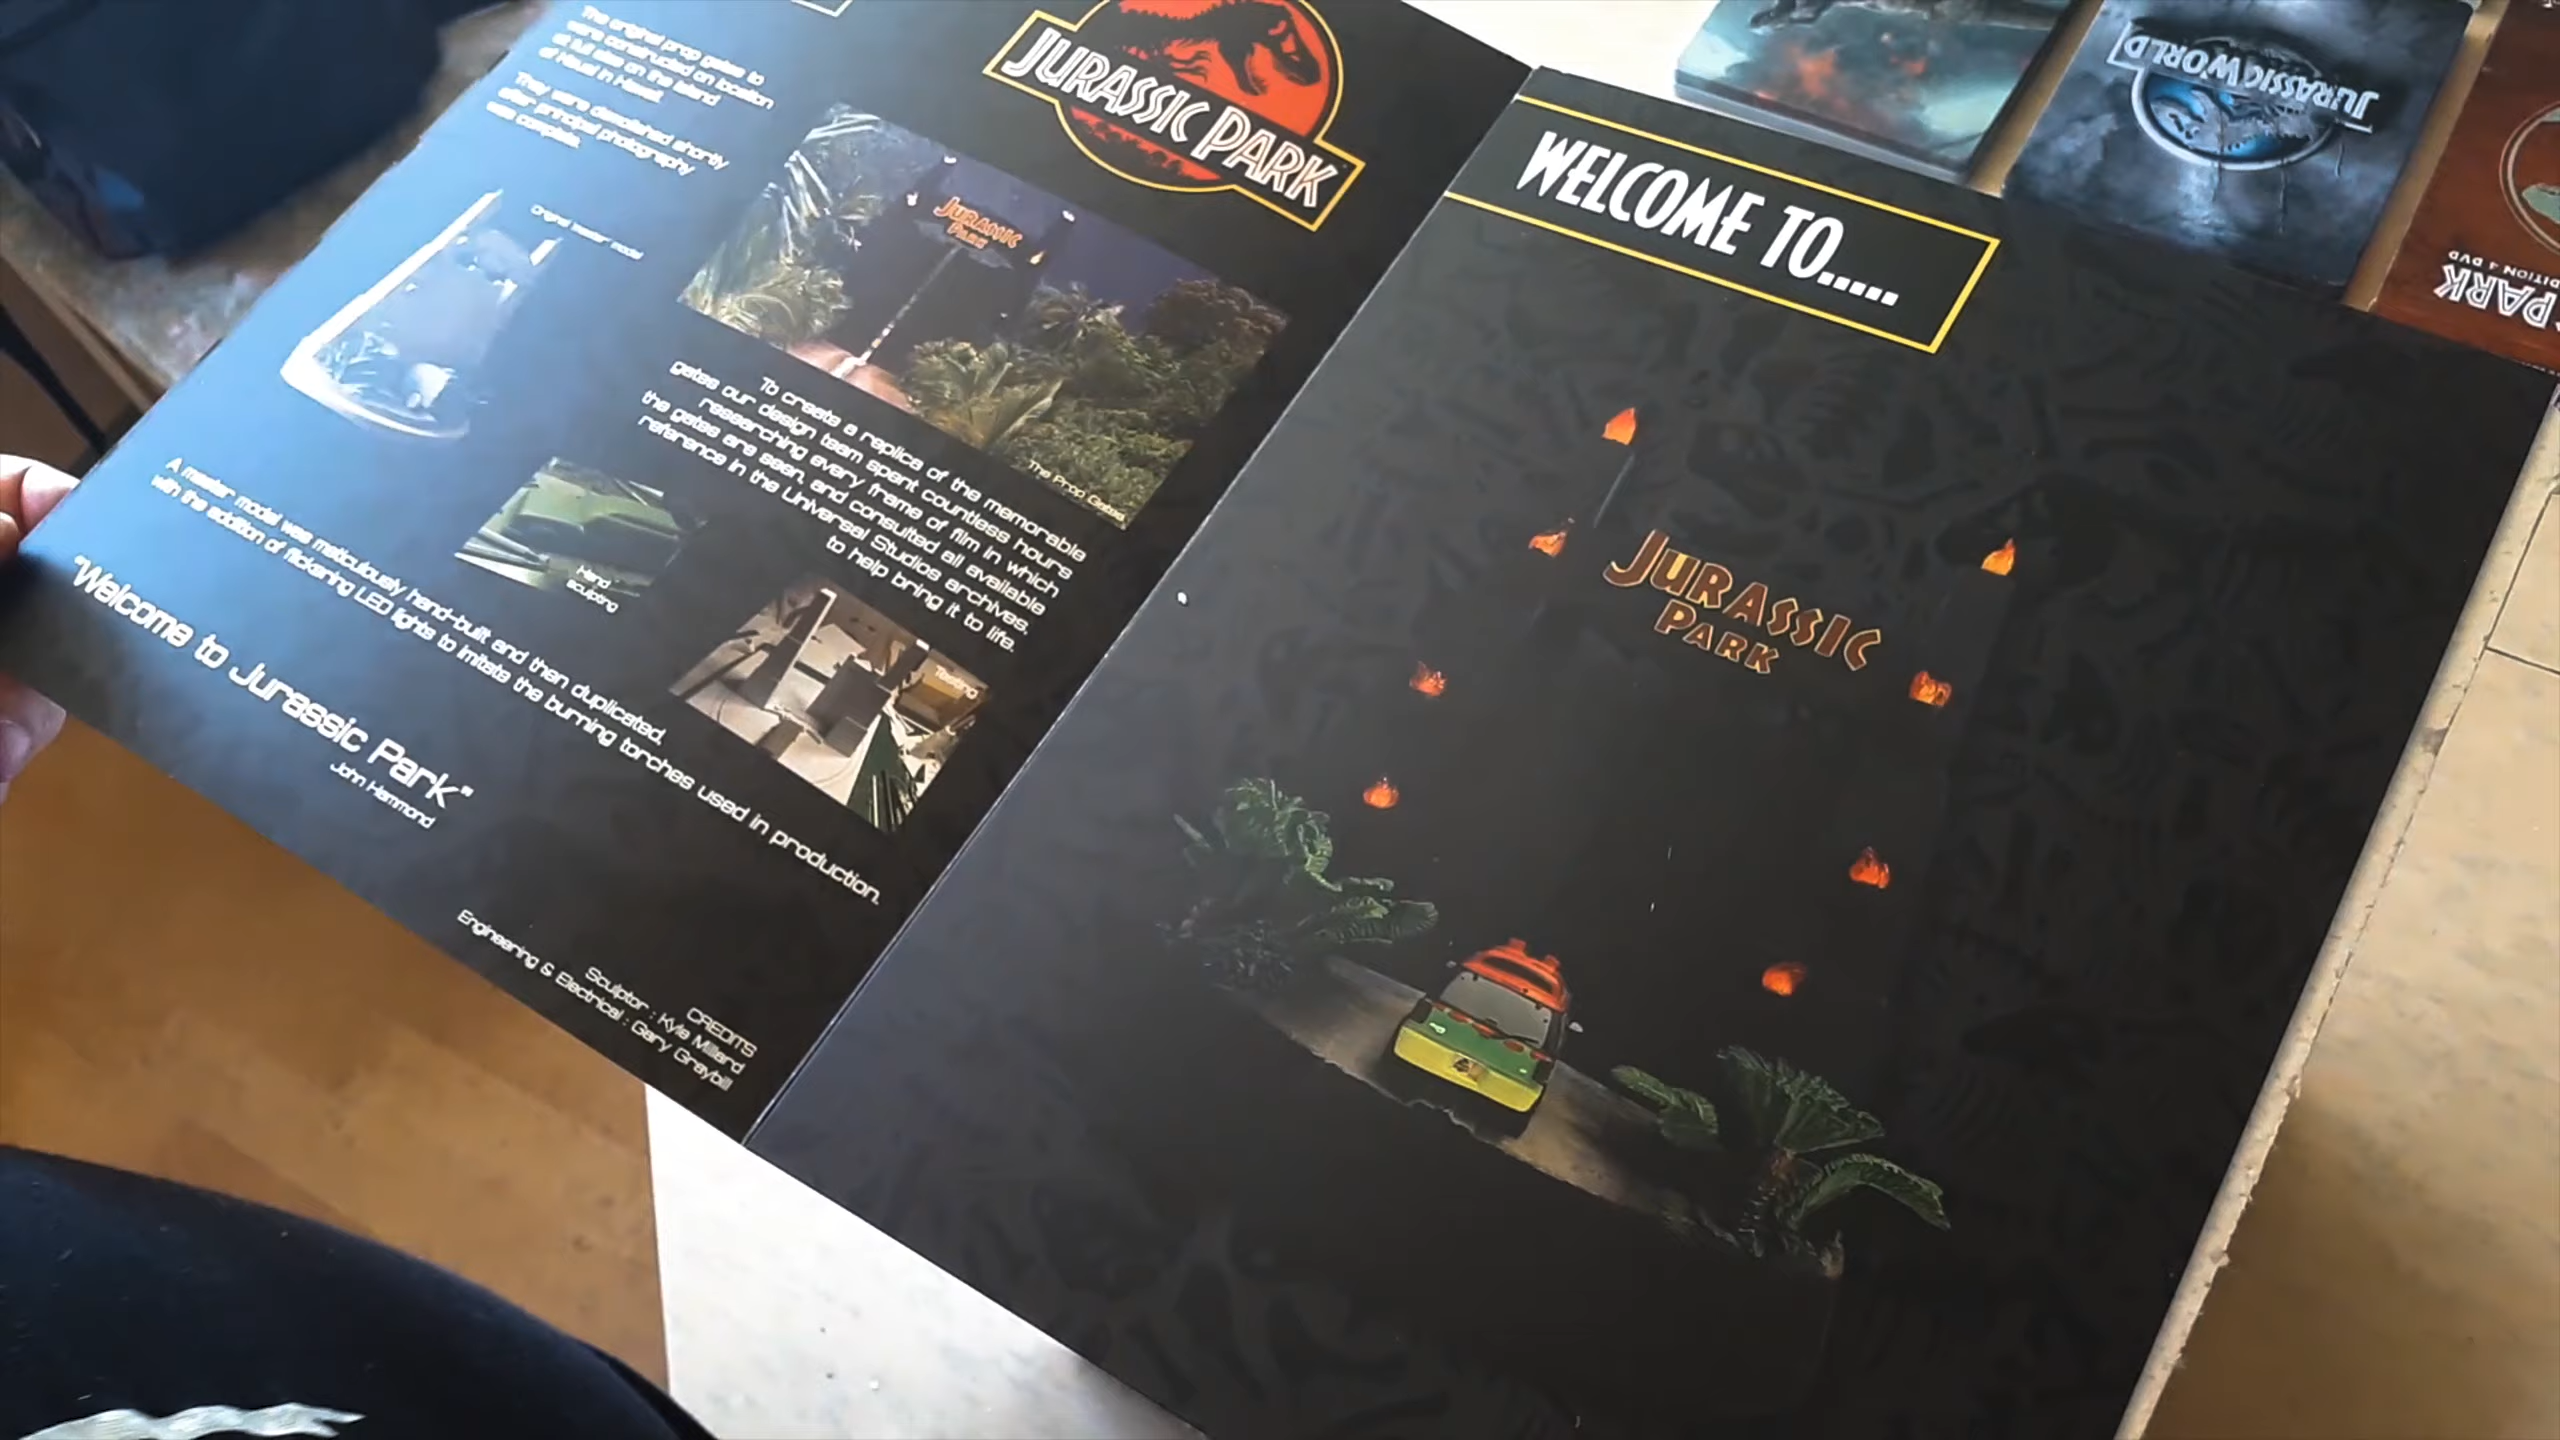 The original prop gates to
were constructed on location
at full size on the island
of Hauai in Hawaii.
They were demolished shortly
after principal photography
was complete.
JURASSIC PARK
JURASSIC
PARK
The Prop Gates
Original "master" model
To create a replica of the memorable
gates our design team spent countless hours
researching every frame of film in which
the gates are seen, and consulted all available
reference in the Universal Studios archives,
to help bring it to life.
Hand
sculpting
Tooling
A master model was meticulously hand-built and then duplicated,
with the addition of flickering LED lights to imitate the burning torches used in production.
"Welcome to Jurassic Park"
John Hammond
CREDITS
Sculptor : Kyle Millard
Engineering & Electrical : Gary Graybill
WELCOME TO.....
JURASSIC
PARK
JURASSIC WORLD
PARK
DITION 4 DVD